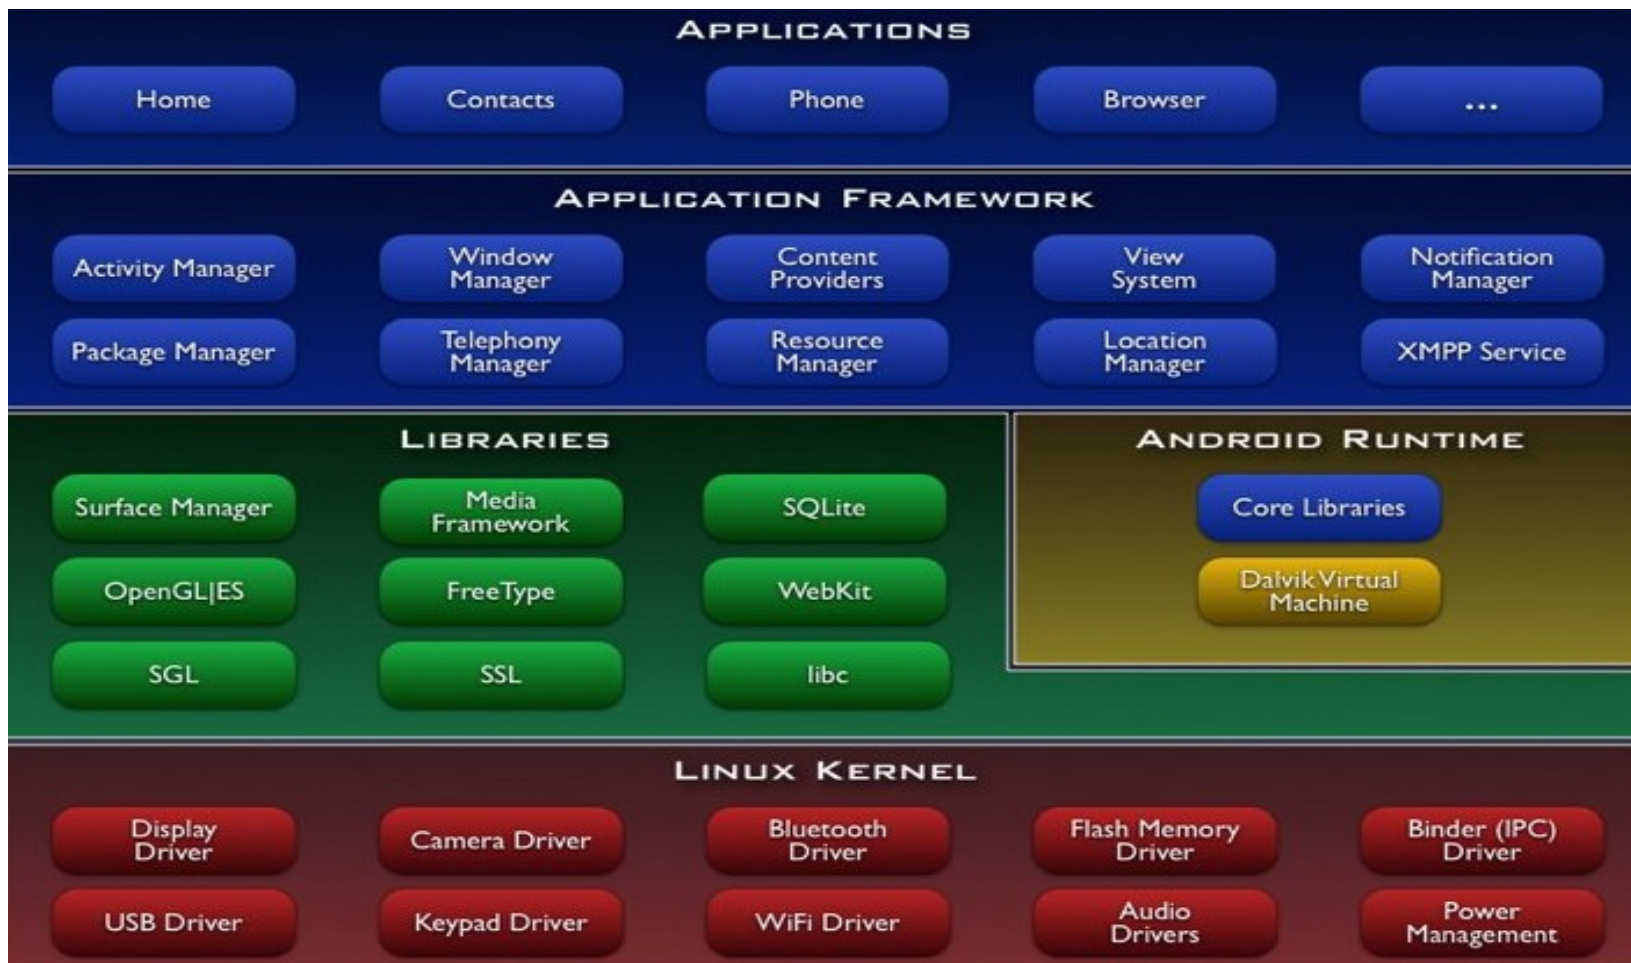 APPLICATIONS
Home
Contacts
Phone
Browser
...
APPLICATION FRAMEWORK
Activity Manager
Window
Manager
Content
Providers
View
System
Notification
Manager
Package Manager
Telephony
Manager
Resource
Manager
Location
Manager
XMPP Service
LIBRARIES
Surface Manager
Media
Framework
SQLite
OpenGL|ES
FreeType
WebKit
SGL
SSL
libc
ANDROID RUNTIME
Core Libraries
Dalvik Virtual
Machine
LINUX KERNEL
Display
Driver
Camera Driver
Bluetooth
Driver
Flash Memory
Driver
Binder (IPC)
Driver
USB Driver
Keypad Driver
WiFi Driver
Audio
Drivers
Power
Management